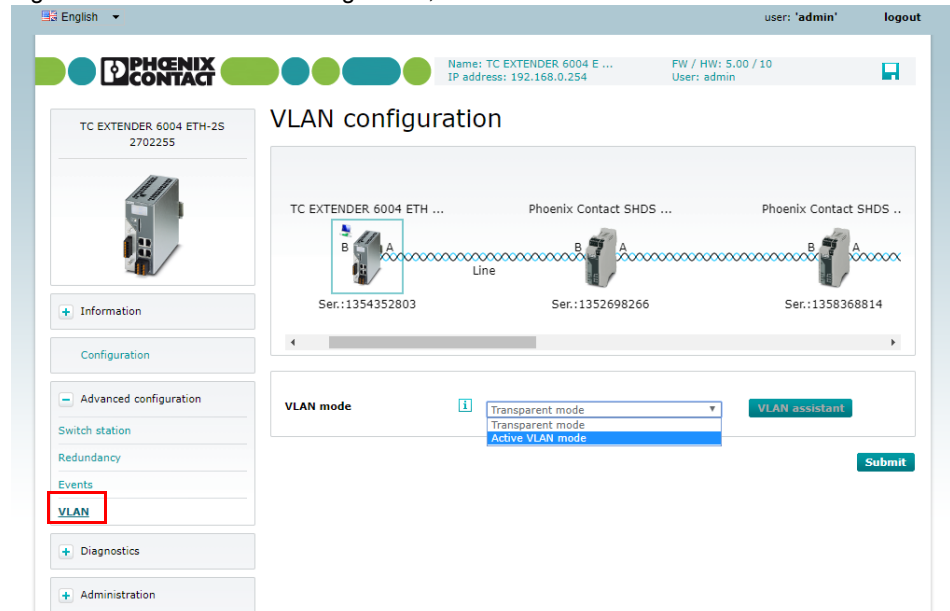 English
user: 'admin'
logout
PHŒNIX
CONTACT
Name: TC EXTENDER 6004 E ...
IP address: 192.168.0.254
FW / HW: 5.00 / 10
User: admin
TC EXTENDER 6004 ETH-2S
2702255
VLAN configuration
TC EXTENDER 6004 ETH ...
Phoenix Contact SHDS ...
Phoenix Contact SHDS ..
B A
B A
B A
Line
Ser.:1354352803
Ser.:1352698266
Ser.:1358368814
Information
Configuration
Advanced configuration
Switch station
Redundancy
Events
VLAN
Diagnostics
Administration
VLAN mode
i
Transparent mode
Transparent mode
Active VLAN mode
VLAN assistant
Submit